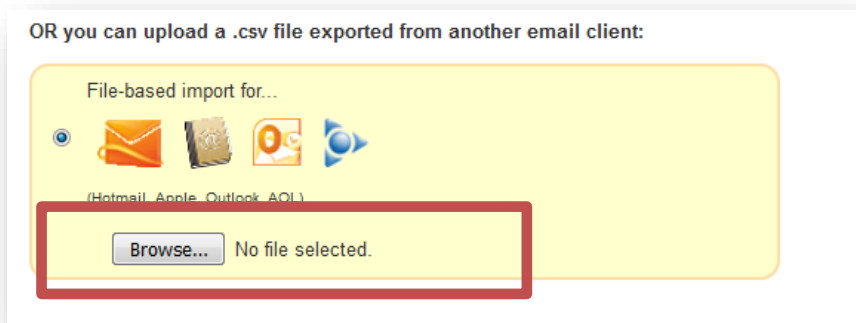 OR you can upload a .csv file exported from another email client:
File-based import for...
(Hotmail, Apple, Outlook, AOL)
Browse... No file selected.